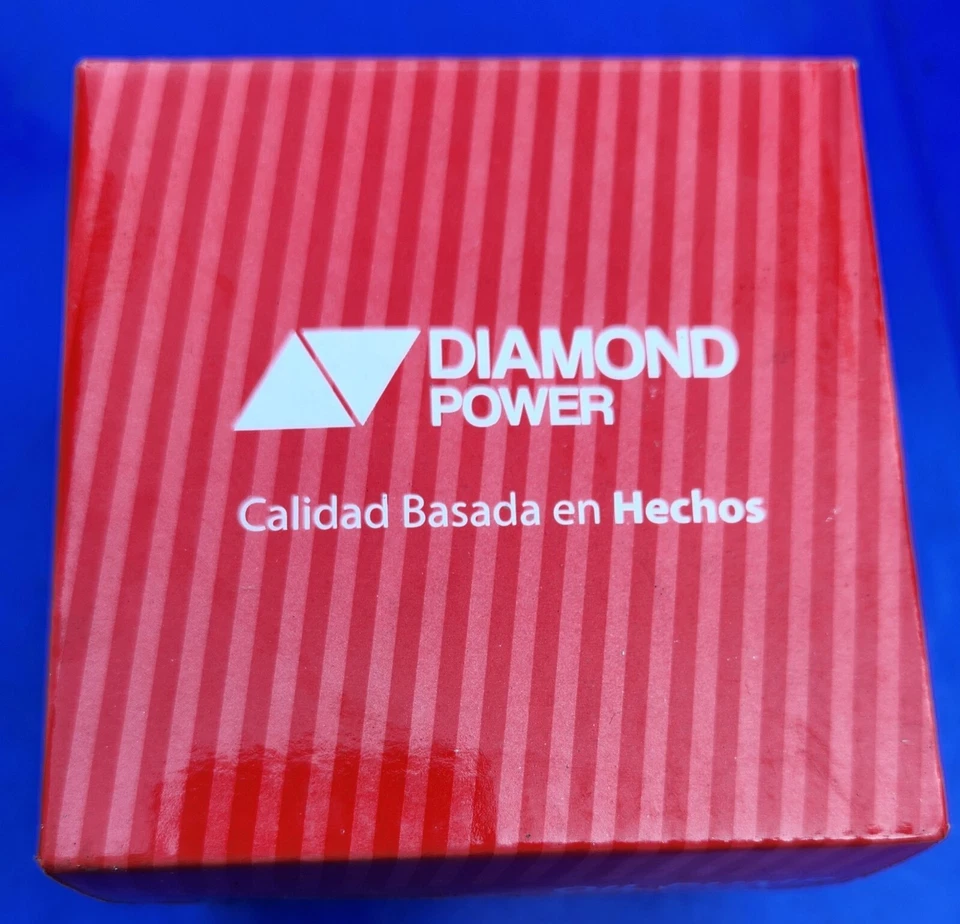 DIAMOND
POWER
Calidad Basada en Hechos